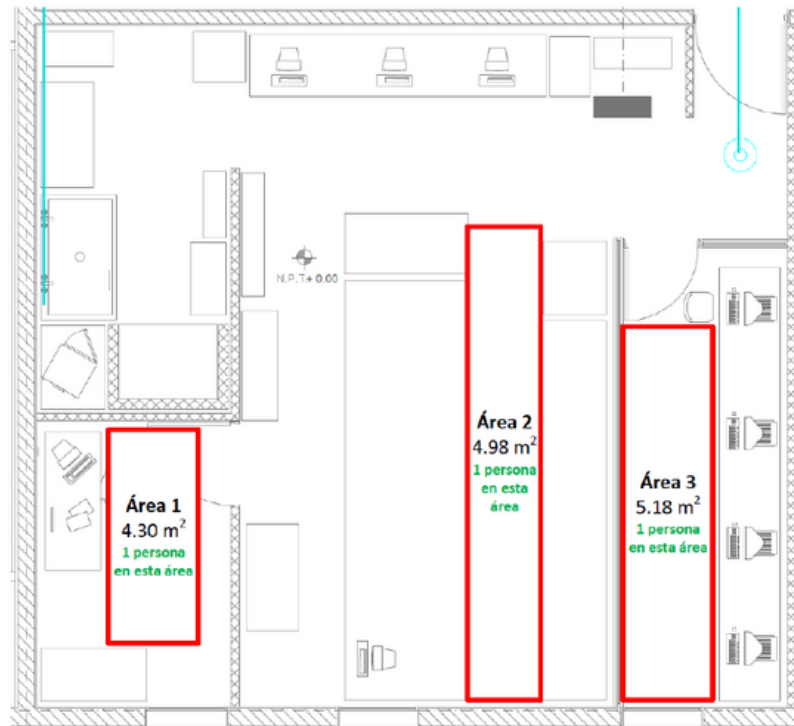 N.P.T.+ 0.00
Área 1
4.30 m²
1 persona
en esta área
Área 2
4.98 m²
1 persona
en esta
área
Área 3
5.18 m²
1 persona
en esta área